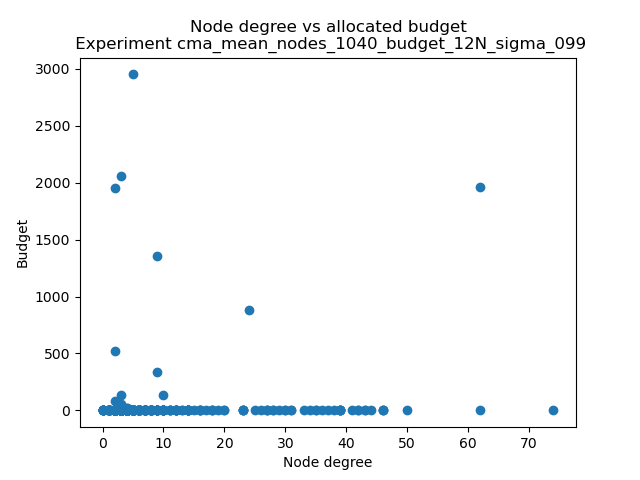 Node degree vs allocated budget
Experiment cma_mean_nodes_1040_budget_12N_sigma_099
3000
2500
2000
1500
1000
500
0
Budget
0 10 20 30 40 50 60 70
Node degree